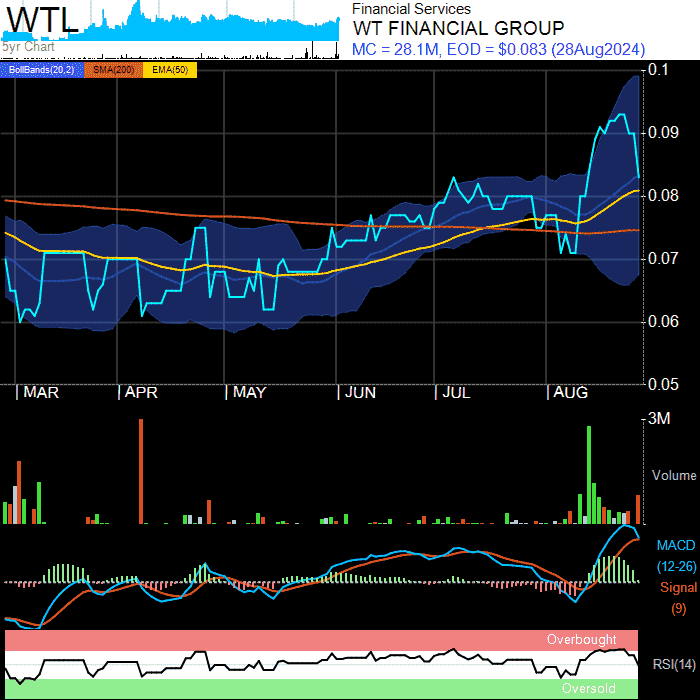 WTL
5yr Chart
Financial Services
WT FINANCIAL GROUP
MC = 28.1M, EOD = $0.083 (28Aug2024)
BollBands(20,2) SMA(200) EMA(50)
0.1
0.09
0.08
0.07
0.06
0.05
MAR APR MAY JUN JUL AUG
3M
Volume
MACD
(12-26)
Signal
(9)
Overbought
RSI(14)
Oversold